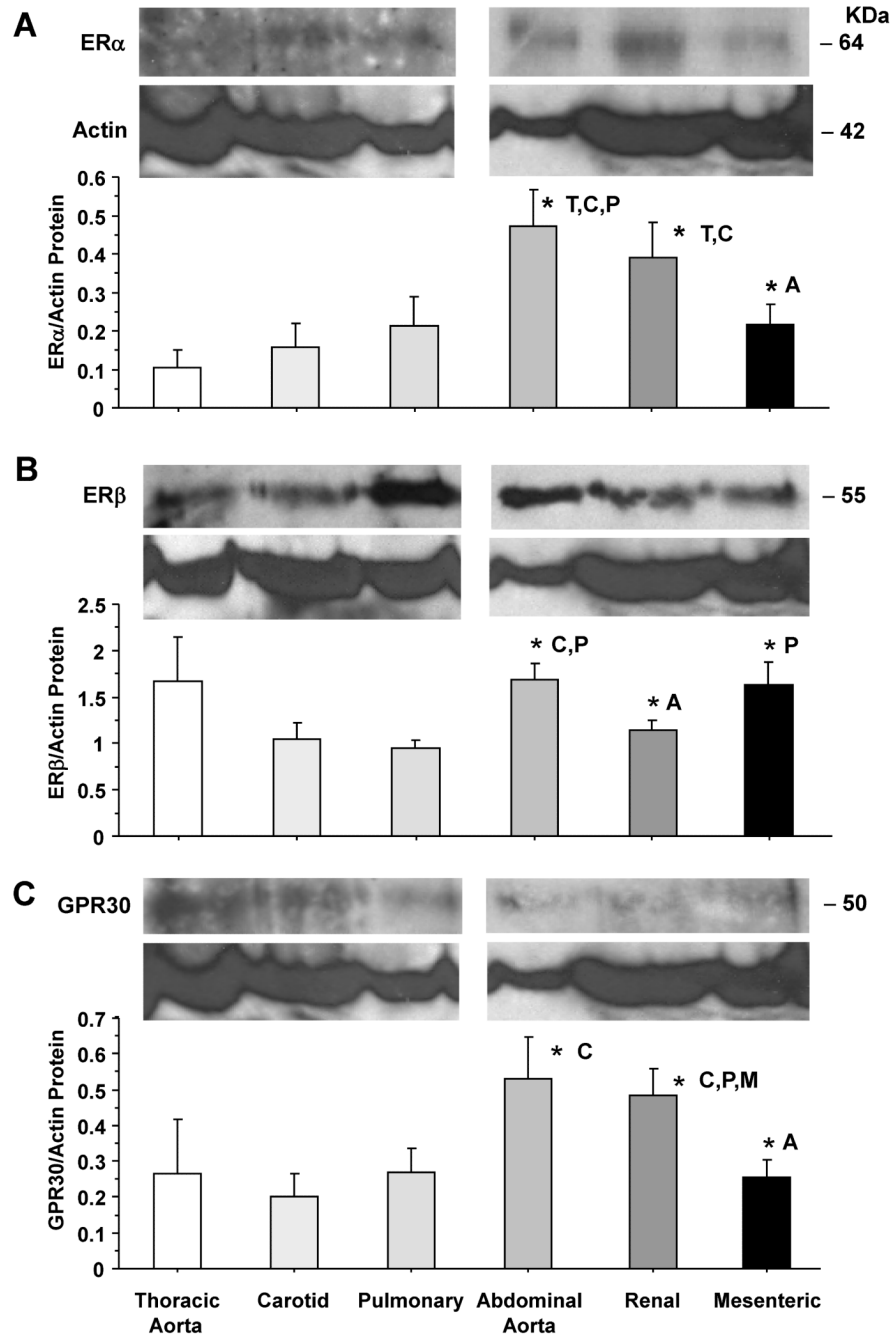 A
KDa
ERα
– 64
Actin
– 42
ERα/Actin Protein
0.6
0.5
0.4
0.3
0.2
0.1
0
* T,C,P
* T,C
* A
B
ERβ
– 55
ERβ/Actin Protein
2.5
2
1.5
1
0.5
0
* C,P
* A
* P
C
GPR30
– 50
GPR30/Actin Protein
0.7
0.6
0.5
0.4
0.3
0.2
0.1
0
* C
* C,P,M
* A
Thoracic Aorta
Carotid
Pulmonary
Abdominal Aorta
Renal
Mesenteric